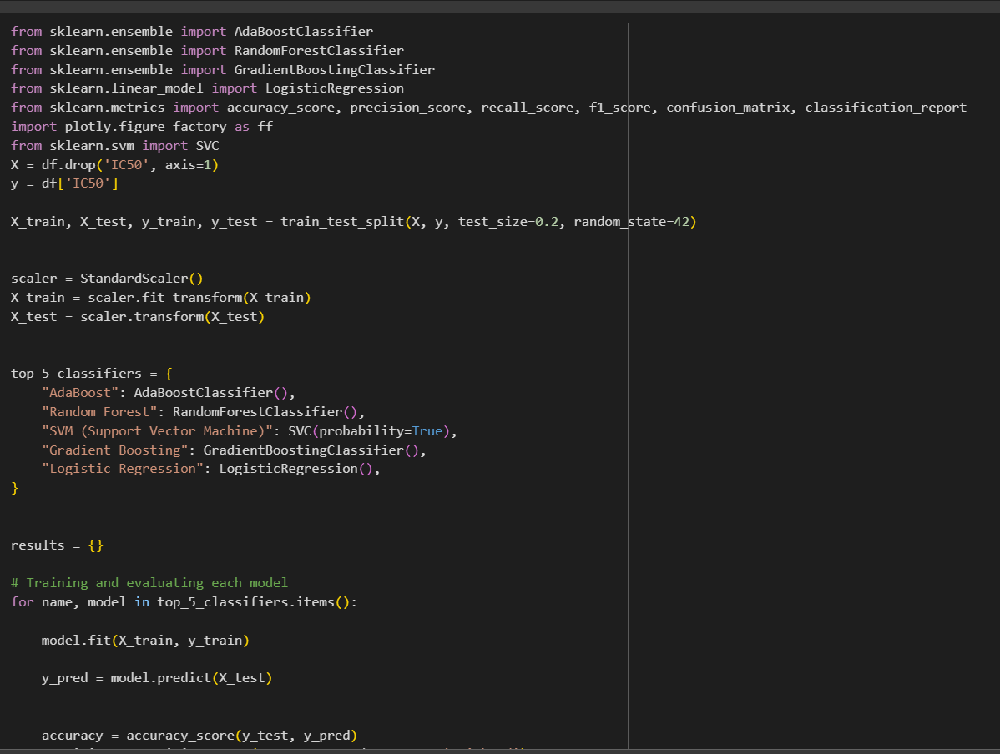 from sklearn.ensemble import AdaBoostClassifier
from sklearn.ensemble import RandomForestClassifier
from sklearn.ensemble import GradientBoostingClassifier
from sklearn.linear_model import LogisticRegression
from sklearn.metrics import accuracy_score, precision_score, recall_score, f1_score, confusion_matrix, classification_report
import plotly.figure_factory as ff
from sklearn.svm import SVC
X = df.drop('IC50', axis=1)
y = df['IC50']
X_train, X_test, y_train, y_test = train_test_split(X, y, test_size=0.2, random_state=42)
scaler = StandardScaler()
X_train = scaler.fit_transform(X_train)
X_test = scaler.transform(X_test)
top_5_classifiers = {
    "AdaBoost": AdaBoostClassifier(),
    "Random Forest": RandomForestClassifier(),
    "SVM (Support Vector Machine)": SVC(probability=True),
    "Gradient Boosting": GradientBoostingClassifier(),
    "Logistic Regression": LogisticRegression(),
}
results = {}
# Training and evaluating each model
for name, model in top_5_classifiers.items():
    model.fit(X_train, y_train)
    y_pred = model.predict(X_test)
    accuracy = accuracy_score(y_test, y_pred)